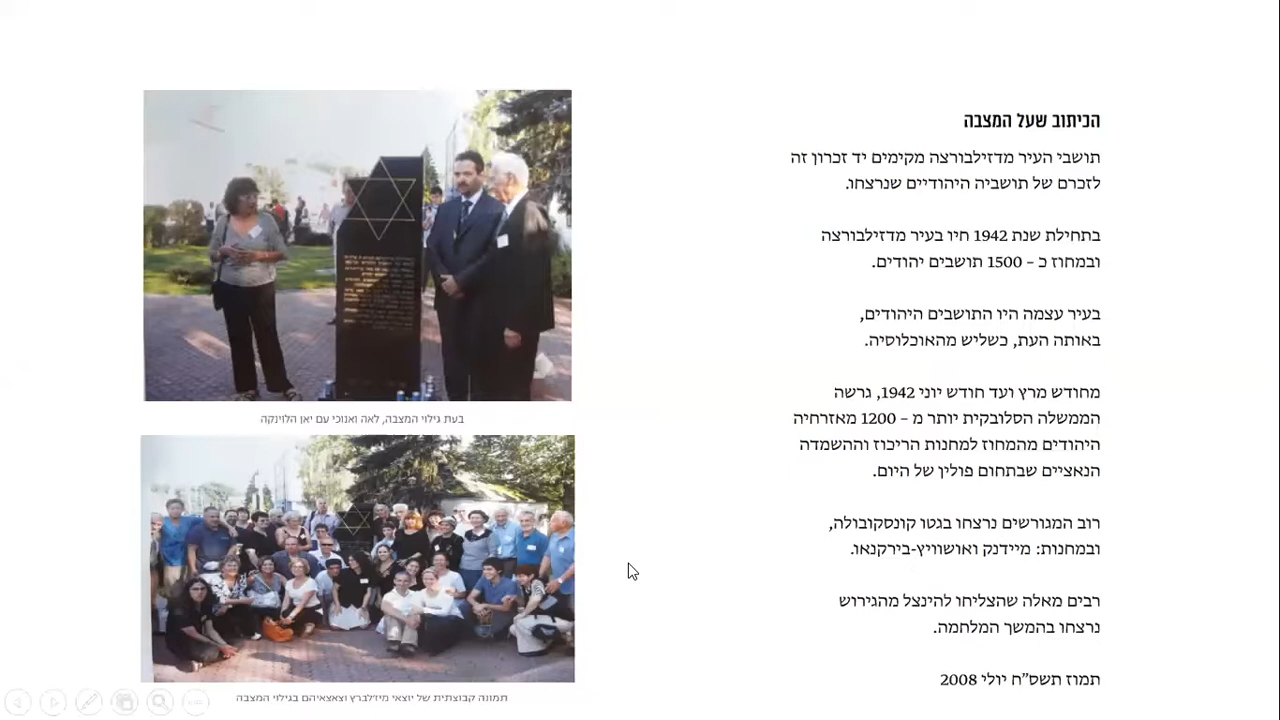 הכיתוב שעל המצבה
תושבי העיר מדזילבורצה מקימים יד זכרון זה
לזכרם של תושביה היהודיים שנרצחו.
בתחילת שנת 1942 חיו בעיר מדזילבורצה
ובמחוז כ – 1500 תושבים יהודים.
בעיר עצמה היו התושבים היהודים,
באותה העת, כשליש מהאוכלוסיה.
מחודש מרץ ועד חודש יוני 1942, גרשה
הממשלה הסלובקית יותר מ – 1200 מאזרחיה
היהודים מהמחוז למחנות הריכוז וההשמדה
הנאציים שבתחום פולין של היום.
רוב המגורשים נרצחו בגטו קונסקובולה,
ובמחנות: מיידנק ואושוויץ-בירקנאו.
רבים מאלה שהצליחו להינצל מהגירוש
נרצחו בהמשך המלחמה.
תמוז תשס"ח יולי 2008
בעת גילוי המצבה, לאה ואנוכי עם יאן הלוינקה
תמונה קבוצתית של יוצאי מיז'לברץ וצאצאיהם בגילוי המצבה